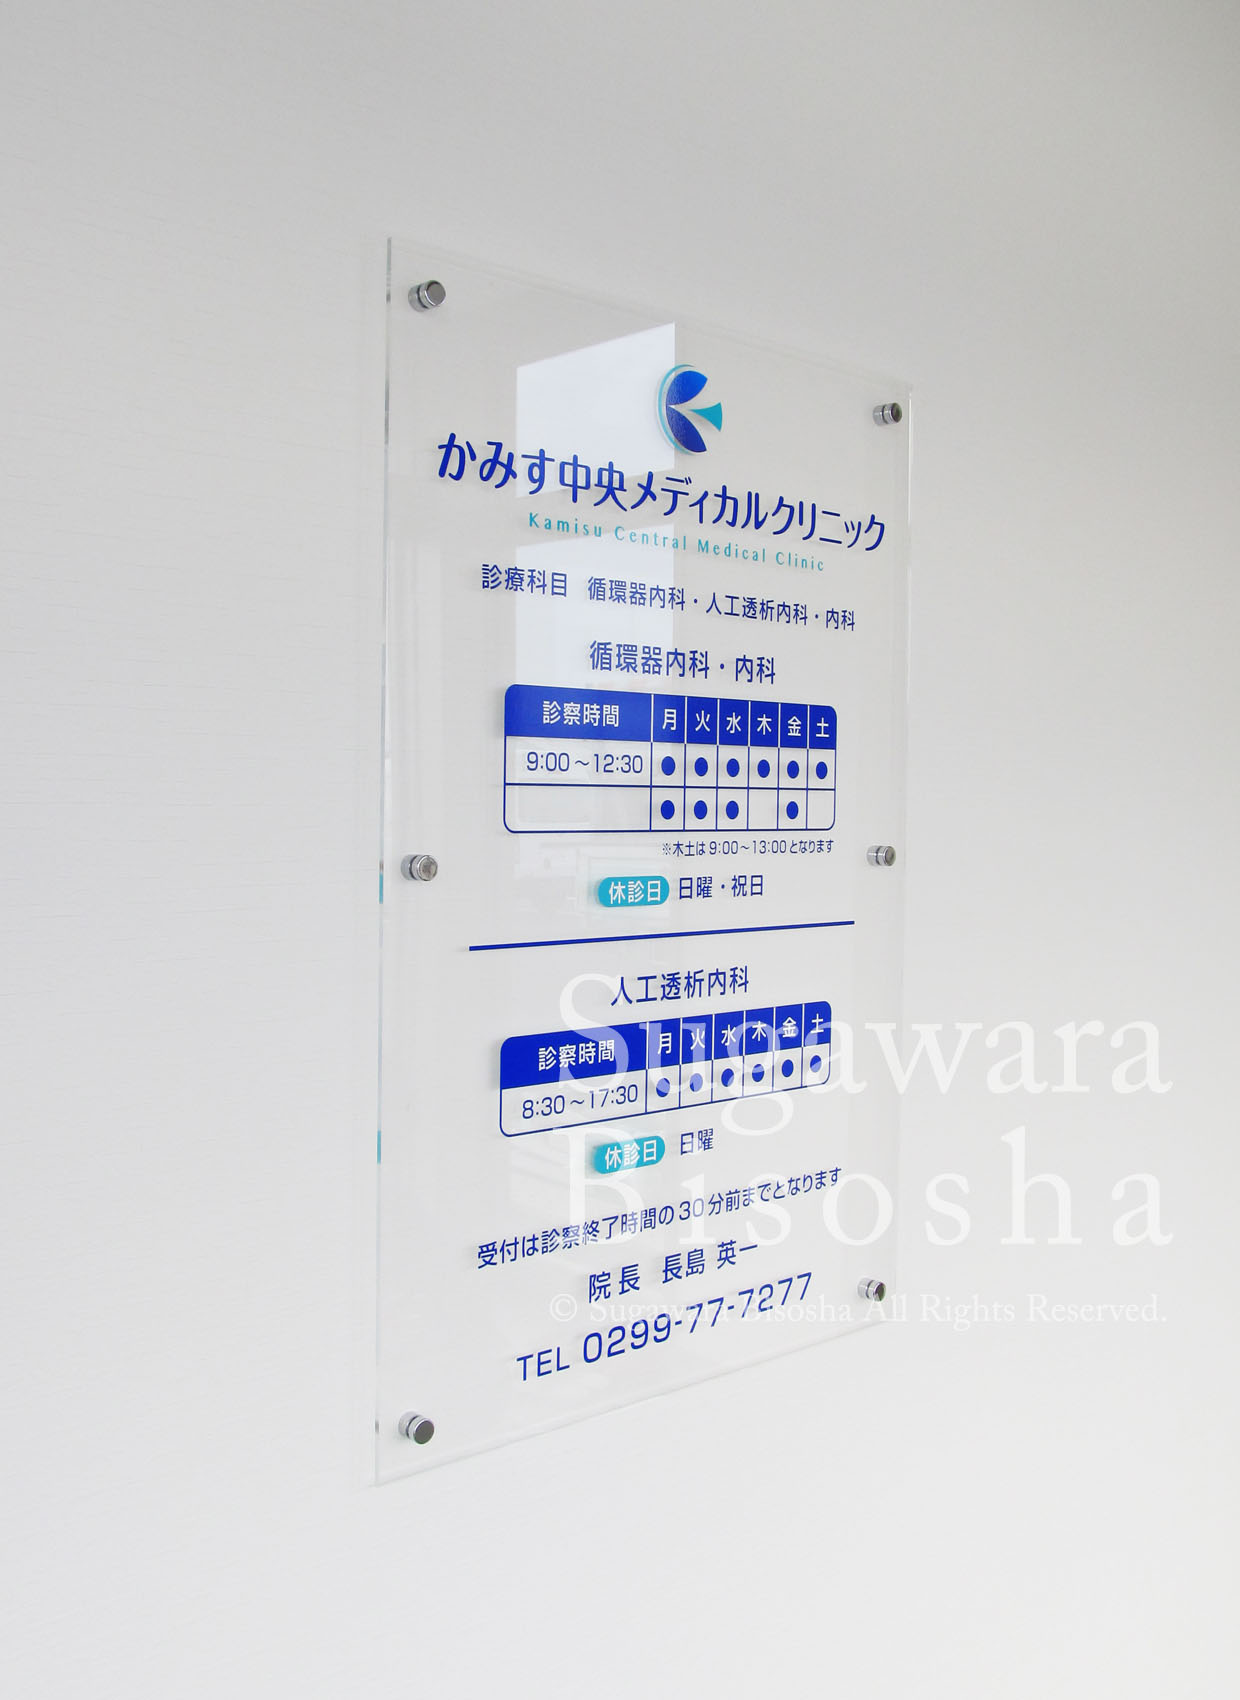 かみす中央メディカルクリニック
Kamisu Central Medical Clinic
診療科目 循環器内科・人工透析内科・内科
循環器内科・内科
診察時間 月 火 水 木 金 土
9:00～12:30 ● ● ● ● ● ●
● ● ● ●
※木土は9:00～13:00となります
休診日 日曜・祝日
人工透析内科
診察時間 月 火 水 木 金 土
8:30～17:30 ● ● ● ● ● ●
休診日 日曜
受付は診察終了時間の30分前までとなります
院長 長島 英一
TEL 0299-77-7277
Sugawara
Bisosha
© Sugawara Bisosha All Rights Reserved.